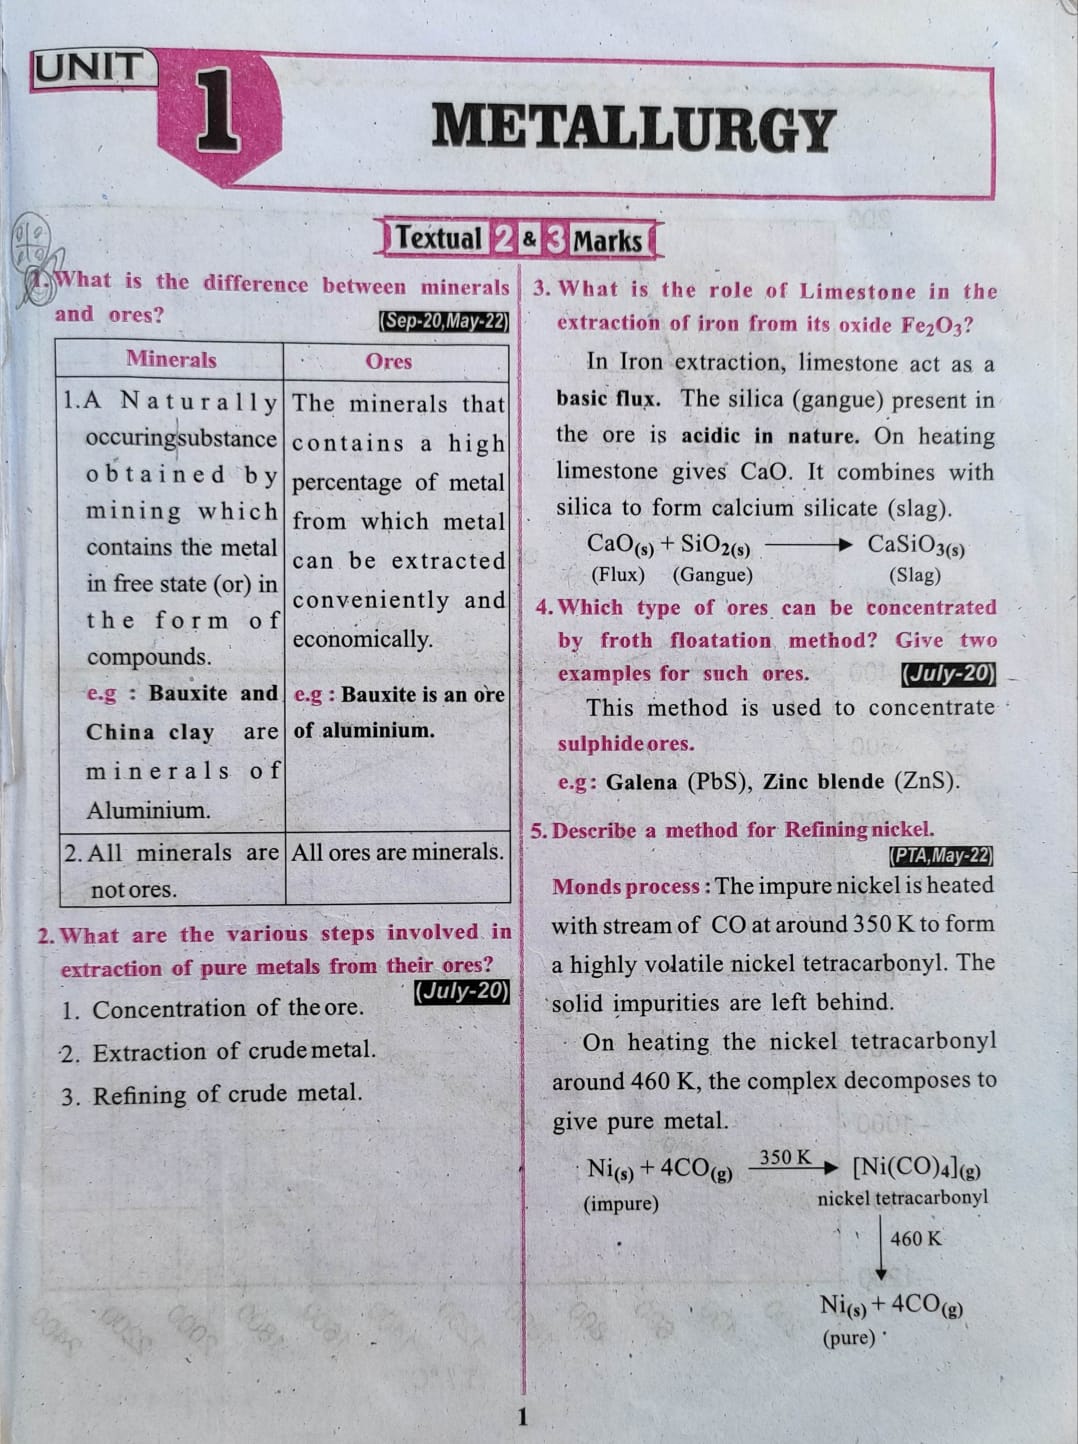 UNIT
1
METALLURGY
Textual 2 & 3 Marks
1. What is the difference between minerals
and ores?
(Sep-20,May-22)
Minerals
Ores
1.A Naturally
occuringsubstance
obtained by
mining which
contains the metal
in free state (or) in
the form of
compounds.
e.g : Bauxite and
China clay are
minerals of
Aluminium.
The minerals that
contains a high
percentage of metal
from which metal
can be extracted
conveniently and
economically.
e.g : Bauxite is an ore
of aluminium.
2. All minerals are
not ores.
All ores are minerals.
2. What are the various steps involved in
extraction of pure metals from their ores?
(July-20)
1. Concentration of the ore.
2. Extraction of crude metal.
3. Refining of crude metal.
3. What is the role of Limestone in the
extraction of iron from its oxide Fe₂O₃?
In Iron extraction, limestone act as a
basic flux. The silica (gangue) present in
the ore is acidic in nature. On heating
limestone gives CaO. It combines with
silica to form calcium silicate (slag).
CaO(s) + SiO2(s) ⟶ CaSiO3(s)
(Flux) (Gangue) (Slag)
4. Which type of ores can be concentrated
by froth floatation method? Give two
examples for such ores.
(July-20)
This method is used to concentrate
sulphide ores.
e.g: Galena (PbS), Zinc blende (ZnS).
5. Describe a method for Refining nickel.
(PTA,May-22)
Monds process : The impure nickel is heated
with stream of CO at around 350 K to form
a highly volatile nickel tetracarbonyl. The
solid impurities are left behind.
On heating the nickel tetracarbonyl
around 460 K, the complex decomposes to
give pure metal.
Ni(s) + 4CO(g) 350 K ⟶ [Ni(CO)4](g)
(impure) nickel tetracarbonyl
460 K
Ni(s) + 4CO(g)
(pure)
1